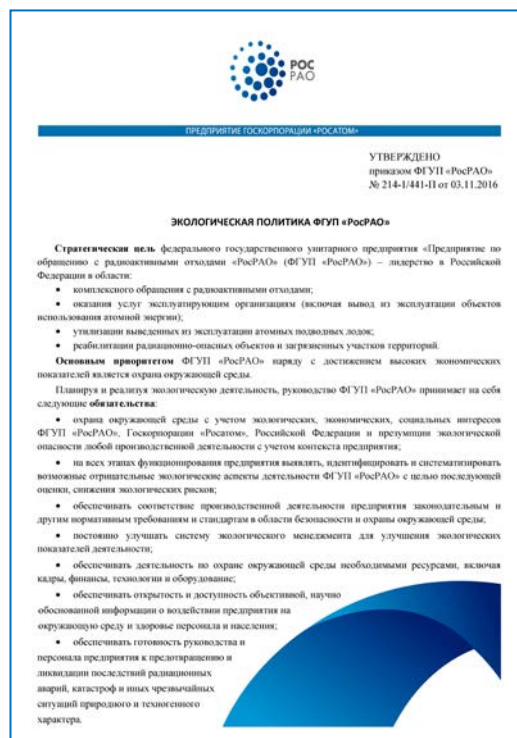 РОС
РАО
ПРЕДПРИЯТИЕ ГОСКОРПОРАЦИИ «РОСАТОМ»
УТВЕРЖДЕНО
приказом ФГУП «РосРАО»
№ 214-1/441-П от 03.11.2016
ЭКОЛОГИЧЕСКАЯ ПОЛИТИКА ФГУП «РосРАО»
Стратегическая цель федерального государственного унитарного предприятия «Предприятие по
обращению с радиоактивными отходами «РосРАО» (ФГУП «РосРАО») – лидерство в Российской
Федерации в области:
• комплексного обращения с радиоактивными отходами;
• оказания услуг эксплуатирующим организациям (включая вывод из эксплуатации объектов
использования атомной энергии);
• утилизации выведенных из эксплуатации атомных подводных лодок;
• реабилитации радиационно-опасных объектов и загрязненных участков территорий.
Основным приоритетом ФГУП «РосРАО» наряду с достижением высоких экономических
показателей является охрана окружающей среды.
Планируя и реализуя экологическую деятельность, руководство ФГУП «РосРАО» принимает на себя
следующие обязательства:
• охрана окружающей среды с учетом экологических, экономических, социальных интересов
ФГУП «РосРАО», Госкорпорации «Росатом», Российской Федерации и презумпции экологической
опасности любой производственной деятельности с учетом контекста предприятия;
• на всех этапах функционирования предприятия выявлять, идентифицировать и систематизировать
возможные отрицательные экологические аспекты деятельности ФГУП «РосРАО» с целью последующей
оценки, снижения экологических рисков;
• обеспечивать соответствие производственной деятельности предприятия законодательным и
другим нормативным требованиям и стандартам в области безопасности и охраны окружающей среды;
• постоянно улучшать систему экологического менеджмента для улучшения экологических
показателей деятельности;
• обеспечивать деятельность по охране окружающей среды необходимыми ресурсами, включая
кадры, финансы, технологии и оборудование;
• обеспечивать открытость и доступность объективной, научно
обоснованной информации о воздействии предприятия на
окружающую среду и здоровье персонала и населения;
• обеспечивать готовность руководства и
персонала предприятия к предотвращению и
ликвидации последствий радиационных
аварий, катастроф и иных чрезвычайных
ситуаций природного и техногенного
характера.